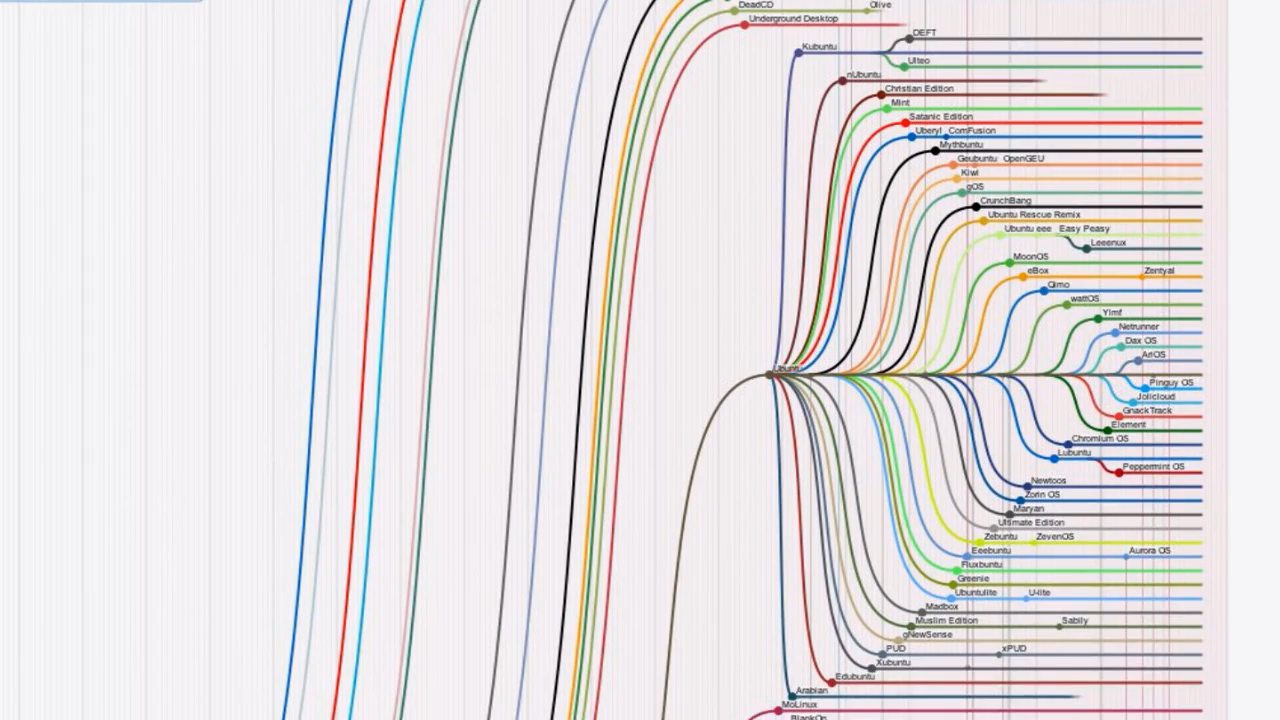 DeadCD Olive
Underground Desktop
DEFT
Kubuntu
Ulteo
nUbuntu
Christian Edition
Mint
Satanic Edition
Uberyl ComFusion
Mythbuntu
Geubuntu OpenGEU
Kiwi
gOS
CrunchBang
Ubuntu Rescue Remix
Ubuntu eee Easy Peasy
Leeenux
MoonOS
eBox Zentyal
Qimo
wattOS
Ylmf
Netrunner
Dax OS
AriOS
Ubuntu
Pinguy OS
Jolicloud
GnackTrack
Element
Chromium OS
Lubuntu
Peppermint OS
Newtoos
Zorin OS
Maryan
Ultimate Edition
Zebuntu ZevenOS
Eeebuntu Aurora OS
Fluxbuntu
Greenie
Ubuntulite U-lite
Madbox
Muslim Edition Sabily
gNewSense
PUD xPUD
Xubuntu
Edubuntu
Arabian
MoLinux
BlankOn